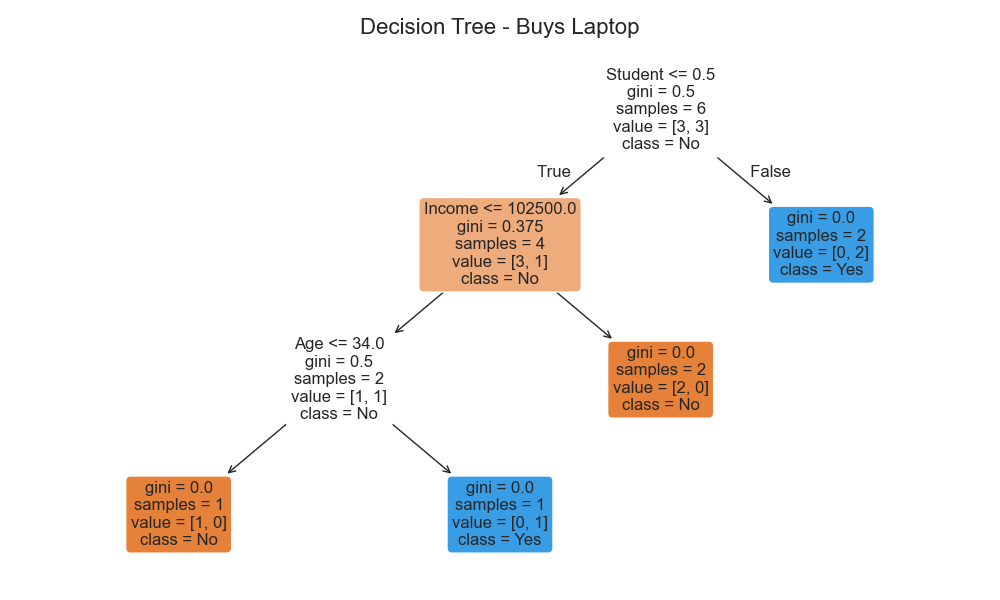 Decision Tree - Buys Laptop
Student <= 0.5
gini = 0.5
samples = 6
value = [3, 3]
class = No
True
False
Income <= 102500.0
gini = 0.375
samples = 4
value = [3, 1]
class = No
gini = 0.0
samples = 2
value = [0, 2]
class = Yes
Age <= 34.0
gini = 0.5
samples = 2
value = [1, 1]
class = No
gini = 0.0
samples = 2
value = [2, 0]
class = No
gini = 0.0
samples = 1
value = [1, 0]
class = No
gini = 0.0
samples = 1
value = [0, 1]
class = Yes